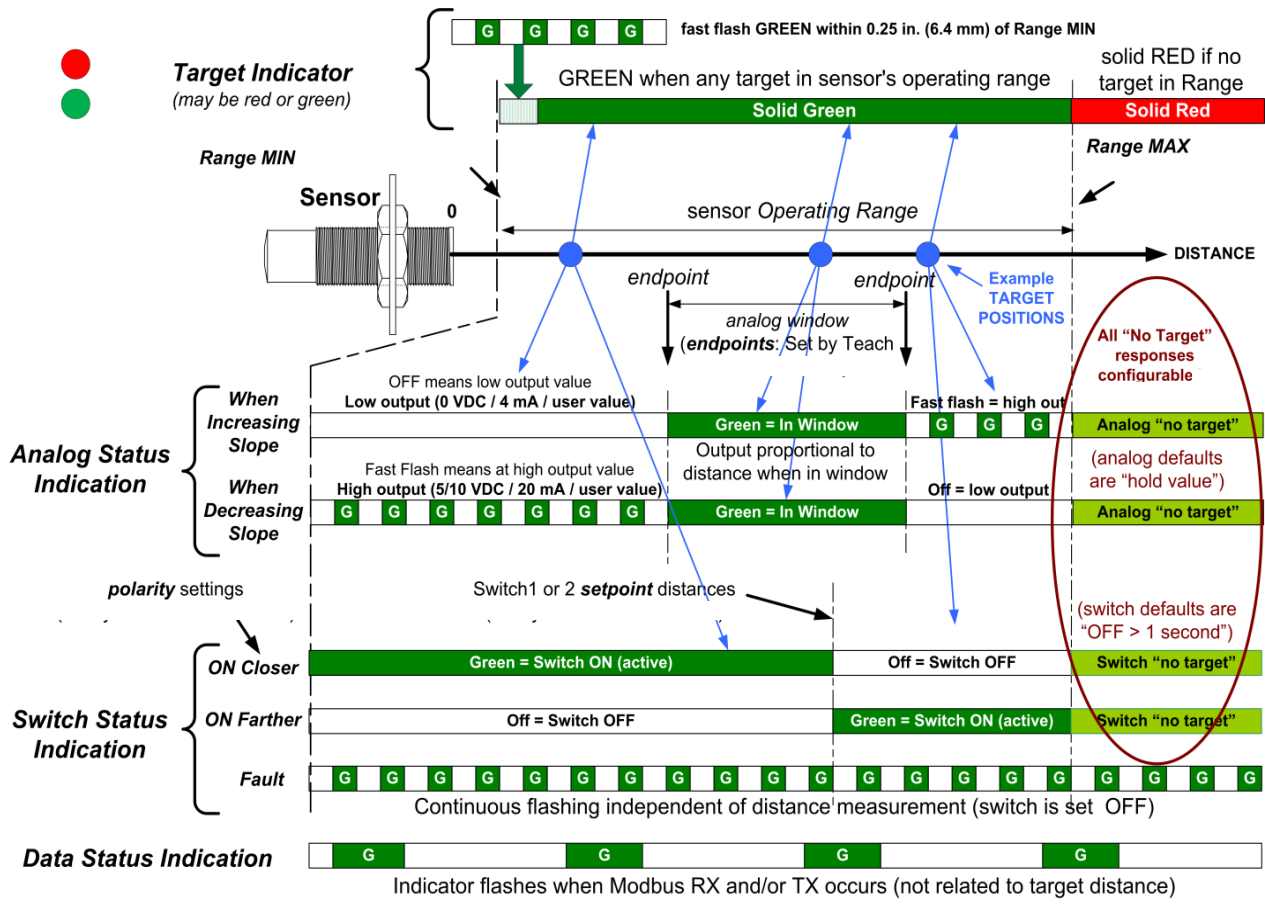 G G G G
fast flash GREEN within 0.25 in. (6.4 mm) of Range MIN
Target Indicator
(may be red or green)
GREEN when any target in sensor's operating range
solid RED if no
target in Range
Solid Green
Solid Red
Range MIN
Range MAX
Sensor
0
sensor Operating Range
DISTANCE
endpoint
endpoint
Example
TARGET
POSITIONS
analog window
(endpoints: Set by Teach
All “No Target”
responses
configurable
Analog Status
Indication
When
Increasing
Slope
OFF means low output value
Low output (0 VDC / 4 mA / user value)
Green = In Window
Fast flash = high out
G G G
Analog “no target”
Output proportional to
distance when in window
(analog defaults
are “hold value”)
When
Decreasing
Slope
Fast Flash means at high output value
High output (5/10 VDC / 20 mA / user value)
G G G G G G G
Green = In Window
Off = low output
Analog “no target”
polarity settings
Switch1 or 2 setpoint distances
(switch defaults are
“OFF > 1 second”)
Switch Status
Indication
ON Closer
Green = Switch ON (active)
Off = Switch OFF
Switch “no target”
ON Farther
Off = Switch OFF
Green = Switch ON (active)
Switch “no target”
Fault
G G G G G G G G G G G G G G G G G G G G
Continuous flashing independent of distance measurement (switch is set OFF)
Data Status Indication
G G G G
Indicator flashes when Modbus RX and/or TX occurs (not related to target distance)